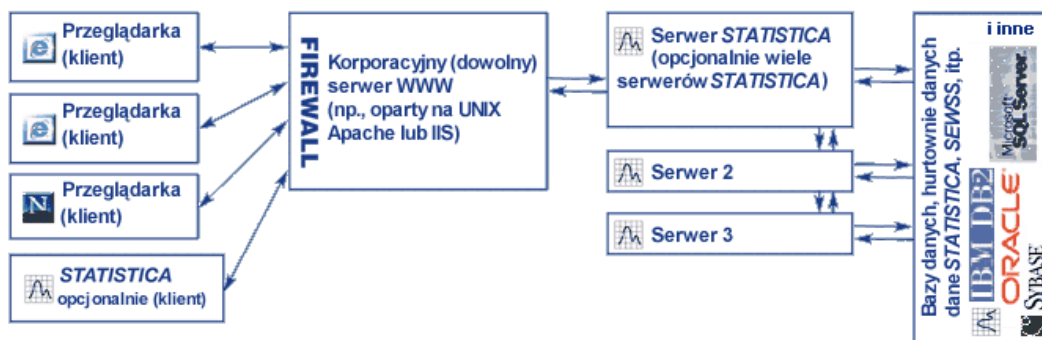 Przeglądarka
(klient)
Przeglądarka
(klient)
Przeglądarka
(klient)
STATISTICA
opcjonalnie (klient)
FIREWALL
Korporacyjny (dowolny)
serwer WWW
(np., oparty na UNIX
Apache lub IIS)
Serwer STATISTICA
(opcjonalnie wiele
serwerów STATISTICA)
Serwer 2
Serwer 3
Bazy danych, hurtownie danych
dane STATISTICA, SEWSS, itp.
i inne
Microsoft
SQL Server
IBM DB2
ORACLE
SYBASE
N